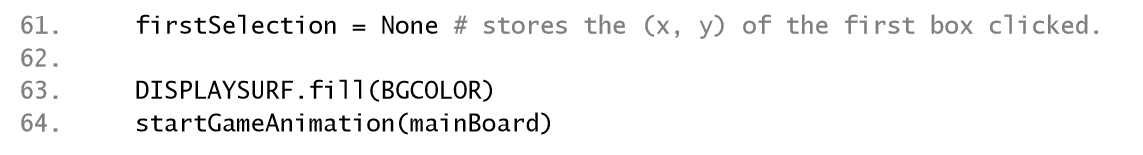 61.     firstSelection = None # stores the (x, y) of the first box clicked.
62.
63.     DISPLAYSURF.fill(BGCOLOR)
64.     startGameAnimation(mainBoard)